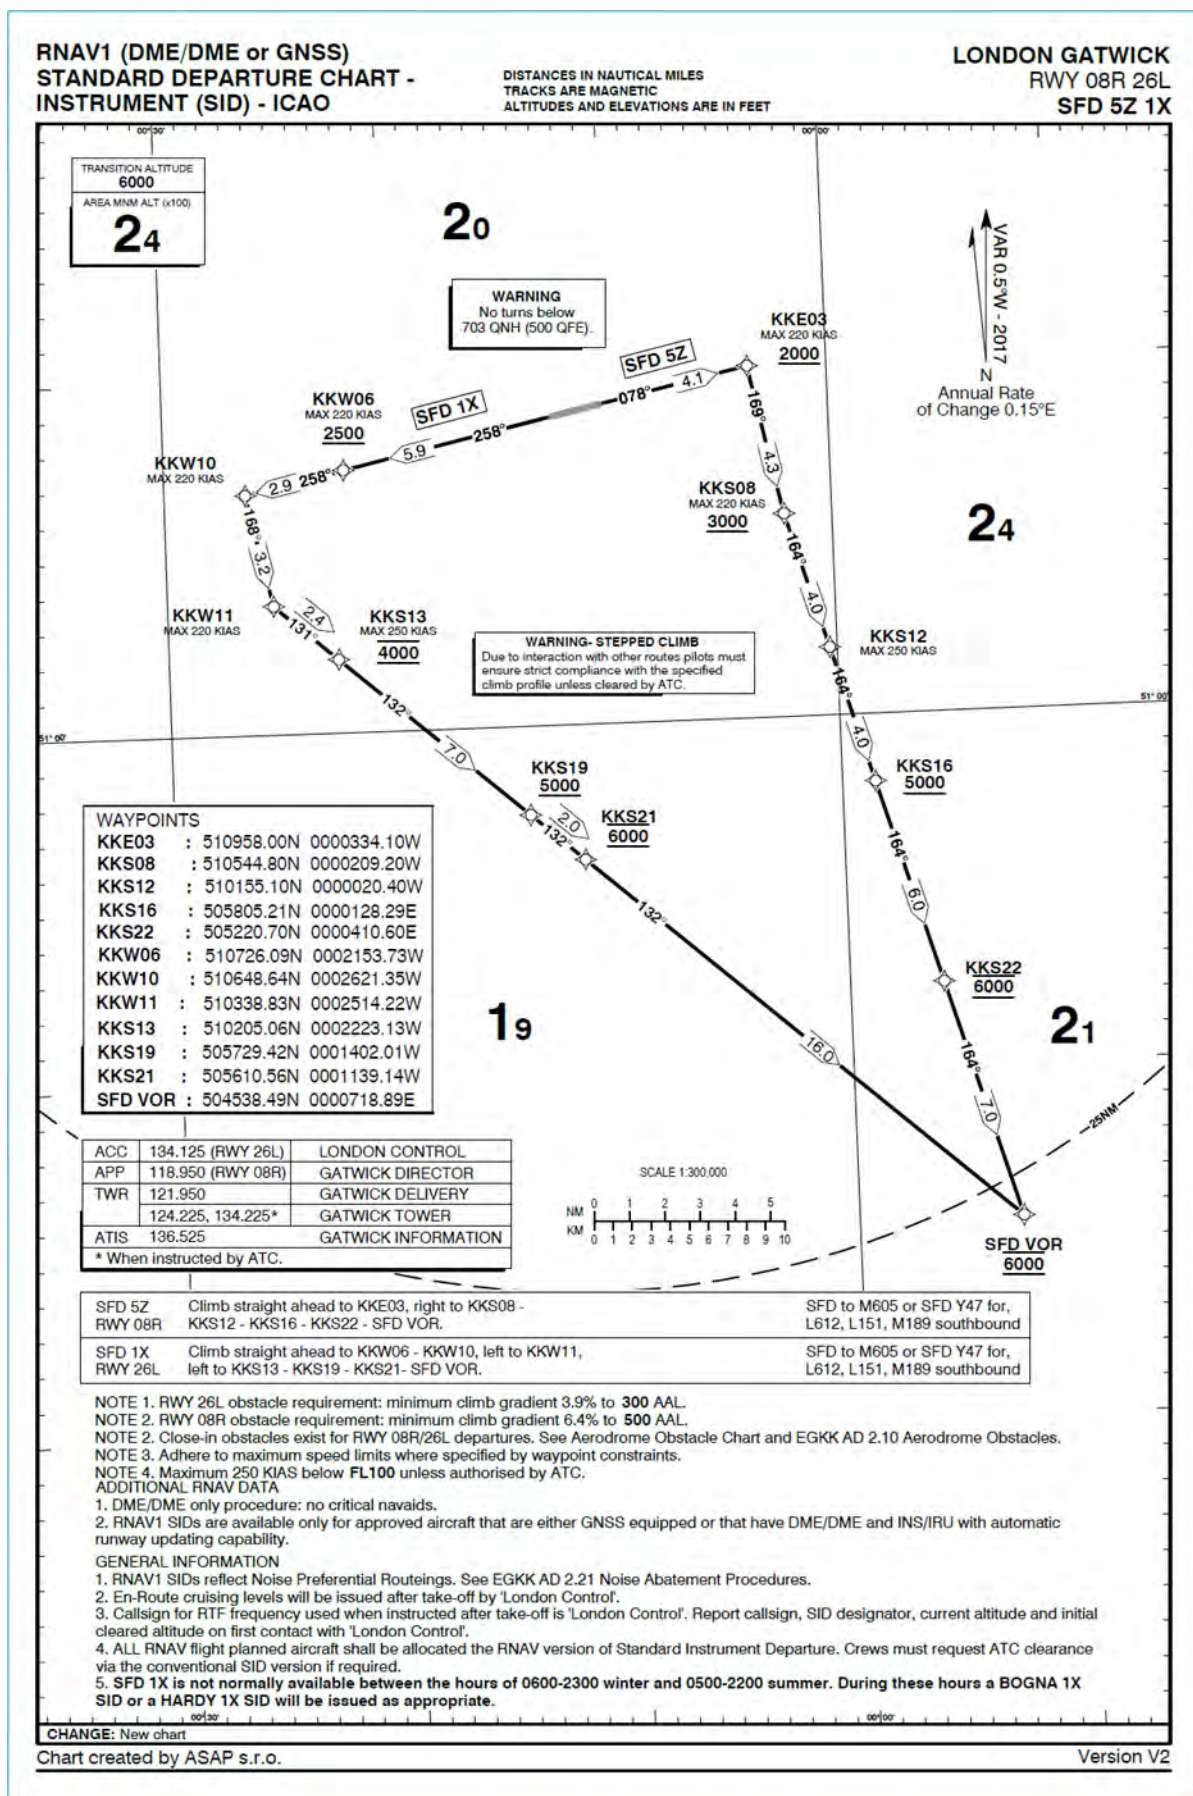 RNAV1 (DME/DME or GNSS)
STANDARD DEPARTURE CHART -
INSTRUMENT (SID) - ICAO
DISTANCES IN NAUTICAL MILES
TRACKS ARE MAGNETIC
ALTITUDES AND ELEVATIONS ARE IN FEET
LONDON GATWICK
RWY 08R 26L
SFD 5Z 1X
00°30'
00°00'
TRANSITION ALTITUDE
6000
AREA MNM ALT (x100)
24
20
VAR 0.5°W - 2017
N
Annual Rate
of Change 0.15°E
WARNING
No turns below
703 QNH (500 QFE).
KKE03
MAX 220 KIAS
2000
SFD 5Z
4.1
078°
KKW06
MAX 220 KIAS
2500
SFD 1X
258°
5.9
169°
4.3
KKW10
MAX 220 KIAS
2.9
258°
KKS08
MAX 220 KIAS
3000
24
168°
3.2
164°
4.0
KKW11
MAX 220 KIAS
2.4
131°
KKS13
MAX 250 KIAS
4000
WARNING- STEPPED CLIMB
Due to interaction with other routes pilots must
ensure strict compliance with the specified
climb profile unless cleared by ATC.
KKS12
MAX 250 KIAS
164°
4.0
51° 00'
51° 00'
132°
7.0
KKS19
5000
2.0
132°
KKS21
6000
KKS16
5000
164°
6.0
132°
16.0
KKS22
6000
164°
7.0
19
21
25NM
SFD VOR
6000
WAYPOINTS
KKE03 : 510958.00N 0000334.10W
KKS08 : 510544.80N 0000209.20W
KKS12 : 510155.10N 0000020.40W
KKS16 : 505805.21N 0000128.29E
KKS22 : 505220.70N 0000410.60E
KKW06 : 510726.09N 0002153.73W
KKW10 : 510648.64N 0002621.35W
KKW11 : 510338.83N 0002514.22W
KKS13 : 510205.06N 0002223.13W
KKS19 : 505729.42N 0001402.01W
KKS21 : 505610.56N 0001139.14W
SFD VOR : 504538.49N 0000718.89E
ACC 134.125 (RWY 26L) LONDON CONTROL
APP 118.950 (RWY 08R) GATWICK DIRECTOR
TWR 121.950 GATWICK DELIVERY
124.225, 134.225* GATWICK TOWER
ATIS 136.525 GATWICK INFORMATION
* When instructed by ATC.
SCALE 1:300,000
NM 0 1 2 3 4 5
KM 0 1 2 3 4 5 6 7 8 9 10
SFD 5Z Climb straight ahead to KKE03, right to KKS08 - SFD to M605 or SFD Y47 for,
RWY 08R KKS12 - KKS16 - KKS22 - SFD VOR. L612, L151, M189 southbound
SFD 1X Climb straight ahead to KKW06 - KKW10, left to KKW11, SFD to M605 or SFD Y47 for,
RWY 26L left to KKS13 - KKS19 - KKS21- SFD VOR. L612, L151, M189 southbound
NOTE 1. RWY 26L obstacle requirement: minimum climb gradient 3.9% to 300 AAL.
NOTE 2. RWY 08R obstacle requirement: minimum climb gradient 6.4% to 500 AAL.
NOTE 2. Close-in obstacles exist for RWY 08R/26L departures. See Aerodrome Obstacle Chart and EGKK AD 2.10 Aerodrome Obstacles.
NOTE 3. Adhere to maximum speed limits where specified by waypoint constraints.
NOTE 4. Maximum 250 KIAS below FL100 unless authorised by ATC.
ADDITIONAL RNAV DATA
1. DME/DME only procedure: no critical navaids.
2. RNAV1 SIDs are available only for approved aircraft that are either GNSS equipped or that have DME/DME and INS/IRU with automatic
runway updating capability.
GENERAL INFORMATION
1. RNAV1 SIDs reflect Noise Preferential Routeings. See EGKK AD 2.21 Noise Abatement Procedures.
2. En-Route cruising levels will be issued after take-off by 'London Control'.
3. Callsign for RTF frequency used when instructed after take-off is 'London Control'. Report callsign, SID designator, current altitude and initial
cleared altitude on first contact with 'London Control'.
4. ALL RNAV flight planned aircraft shall be allocated the RNAV version of Standard Instrument Departure. Crews must request ATC clearance
via the conventional SID version if required.
5. SFD 1X is not normally available between the hours of 0600-2300 winter and 0500-2200 summer. During these hours a BOGNA 1X
SID or a HARDY 1X SID will be issued as appropriate.
00°30'
00°00'
CHANGE: New chart
Chart created by ASAP s.r.o.
Version V2